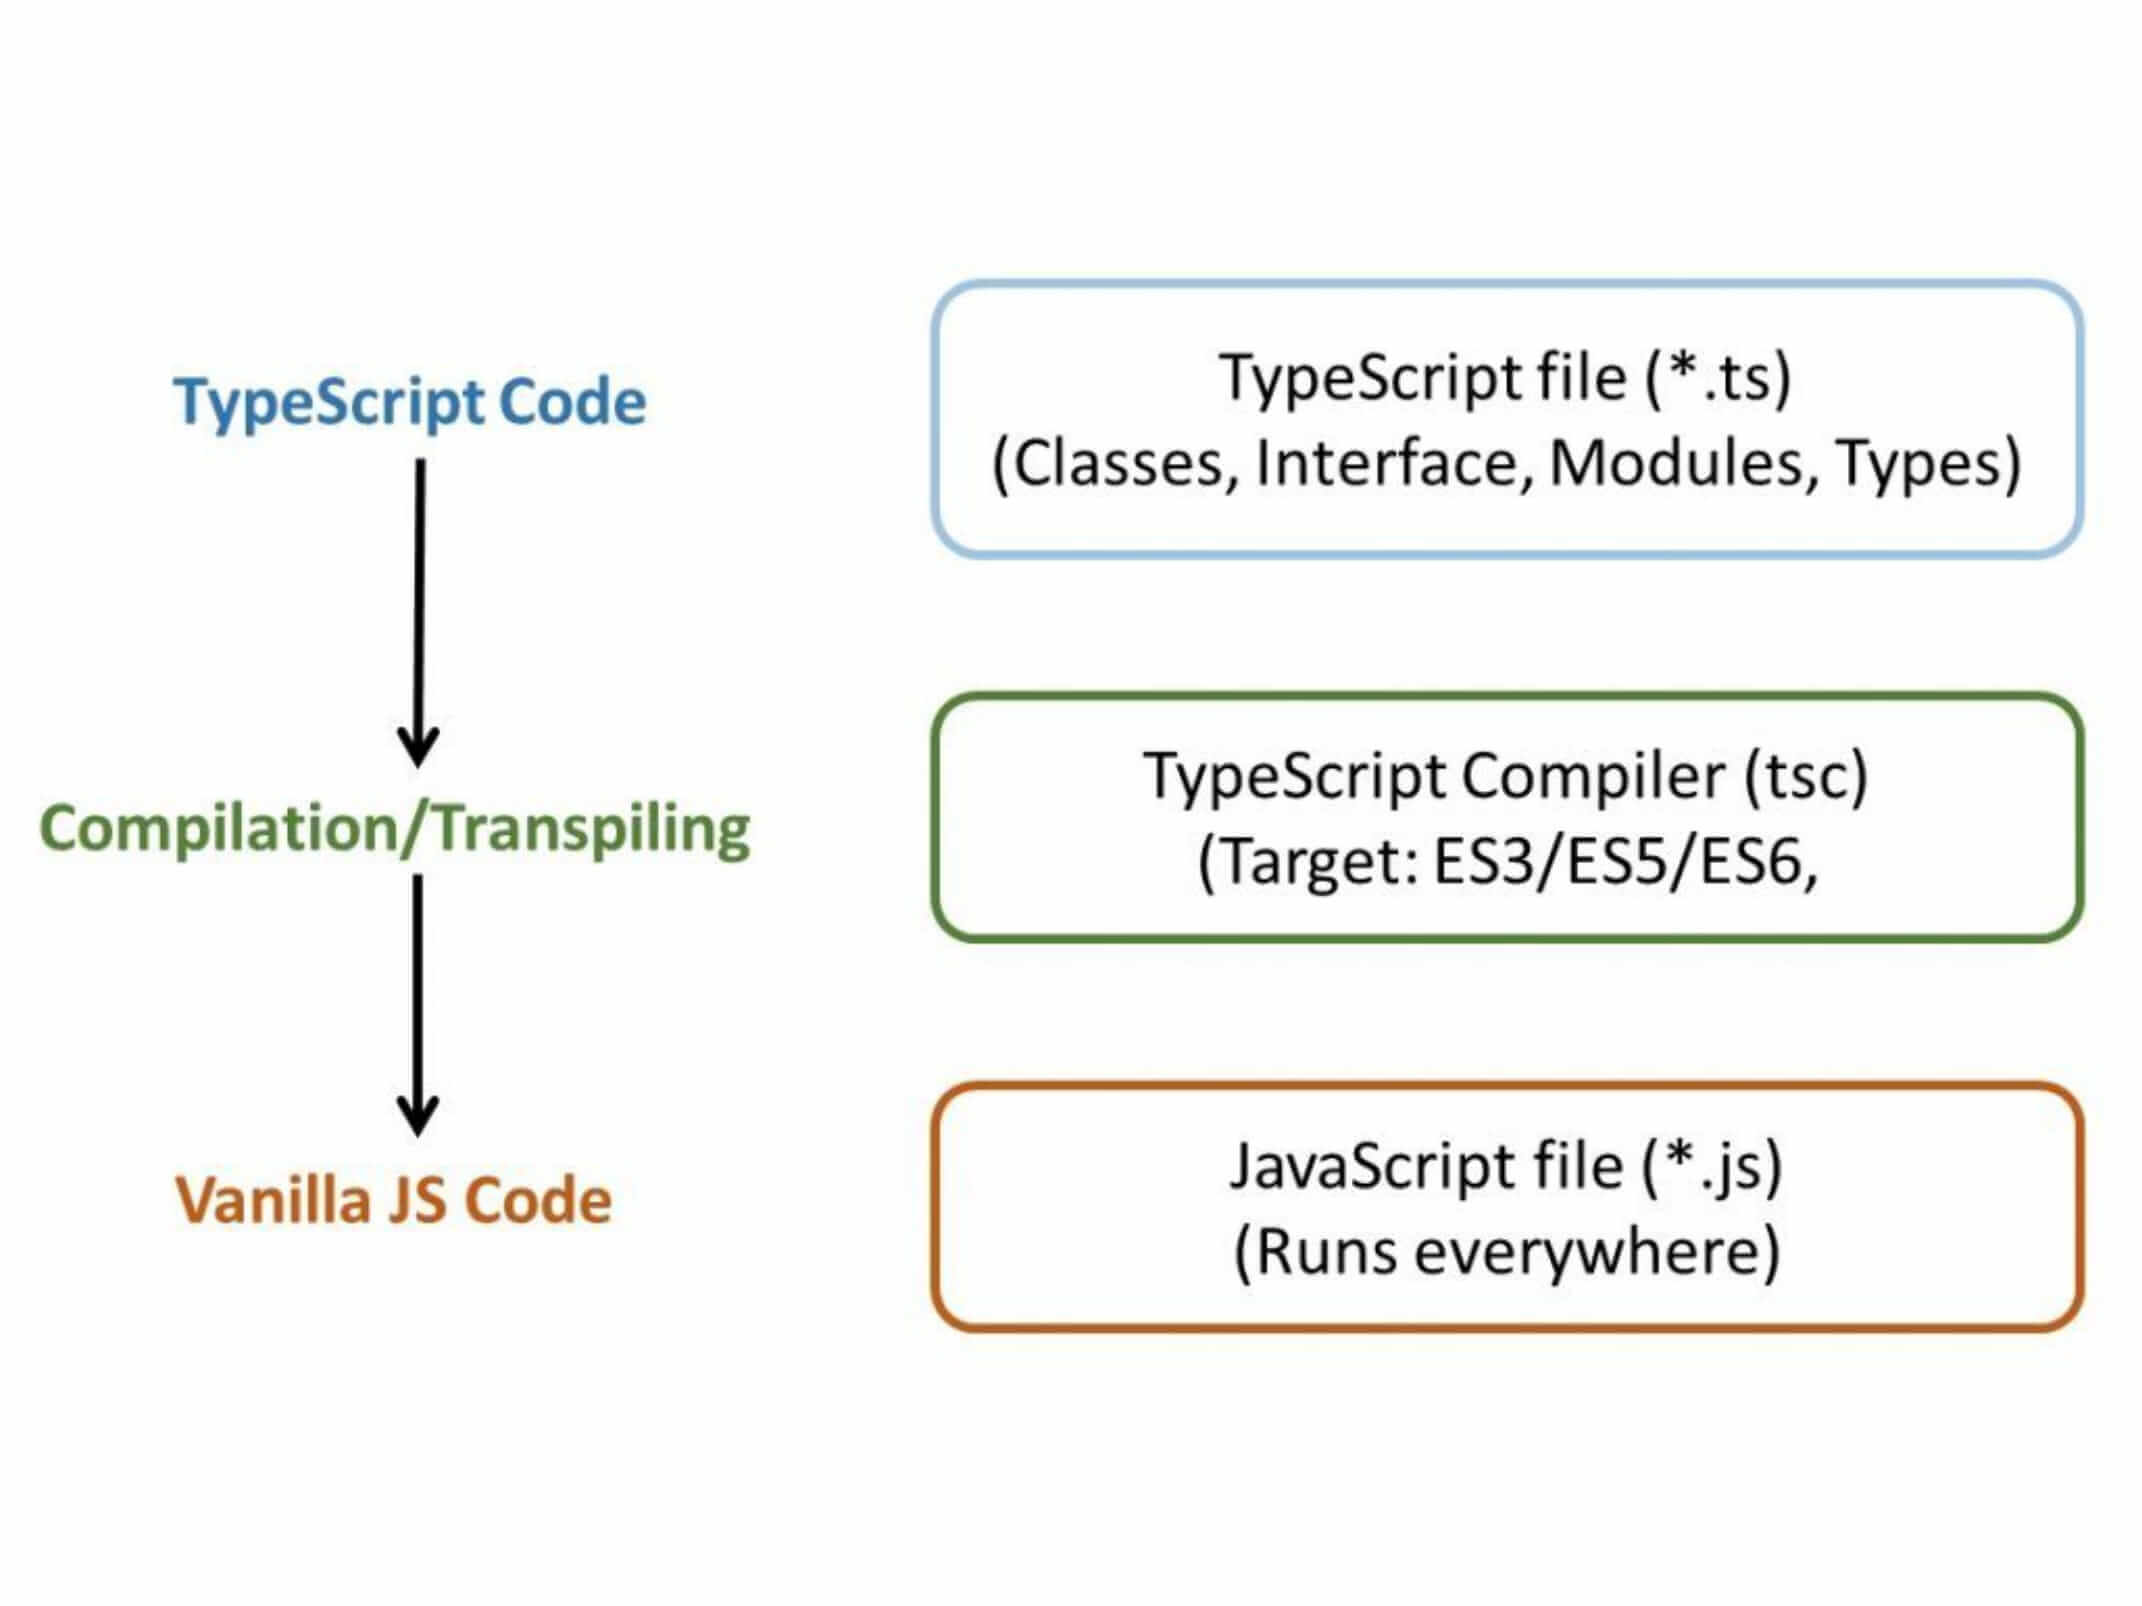 TypeScript Code
TypeScript file (*.ts)
(Classes, Interface, Modules, Types)
Compilation/Transpiling
TypeScript Compiler (tsc)
(Target: ES3/ES5/ES6,
Vanilla JS Code
JavaScript file (*.js)
(Runs everywhere)